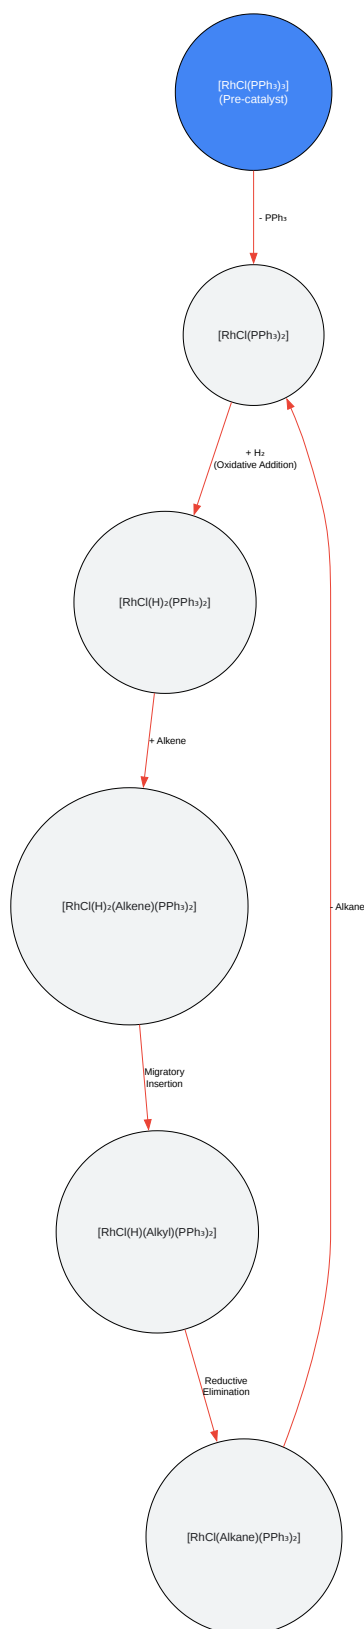 [RhCl(PPh₃)₃]
(Pre-catalyst)
- PPh₃
[RhCl(PPh₃)₂]
+ H₂
(Oxidative Addition)
[RhCl(H)₂(PPh₃)₂]
+ Alkene
[RhCl(H)₂(Alkene)(PPh₃)₂]
- Alkane
Migratory
Insertion
[RhCl(H)(Alkyl)(PPh₃)₂]
Reductive
Elimination
[RhCl(Alkane)(PPh₃)₂]